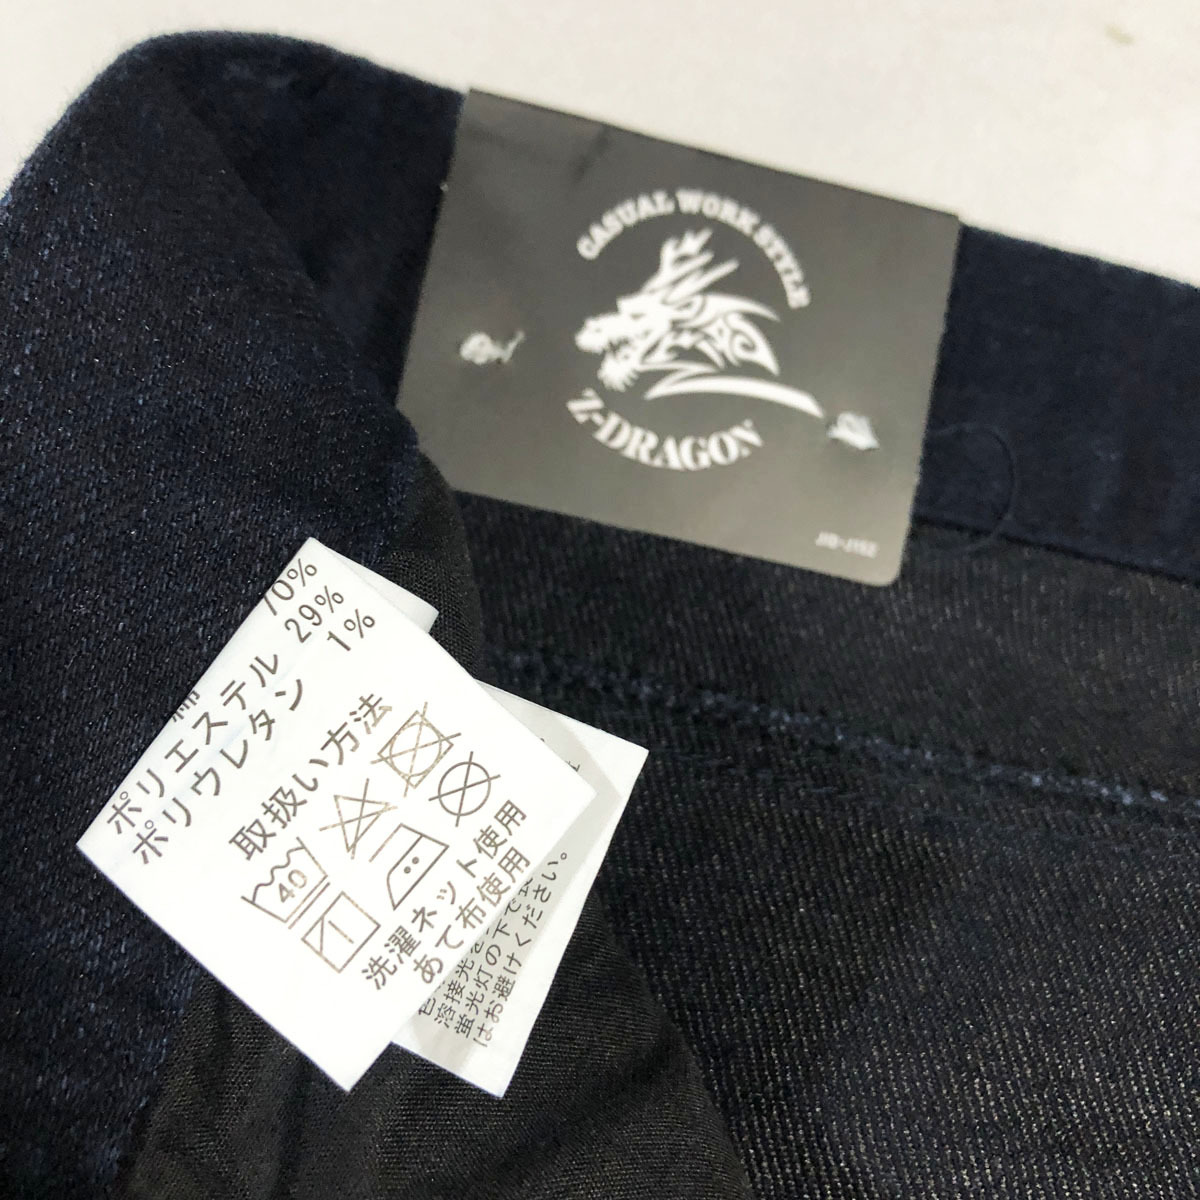 CASUAL WORK STYLE
Z-DRAGON
綿 70%
ポリエステル 29%
ポリウレタン 1%
取扱い方法
40
洗濯ネット使用
あて布使用
溶接光を
蛍光灯の下で
はお避けください。